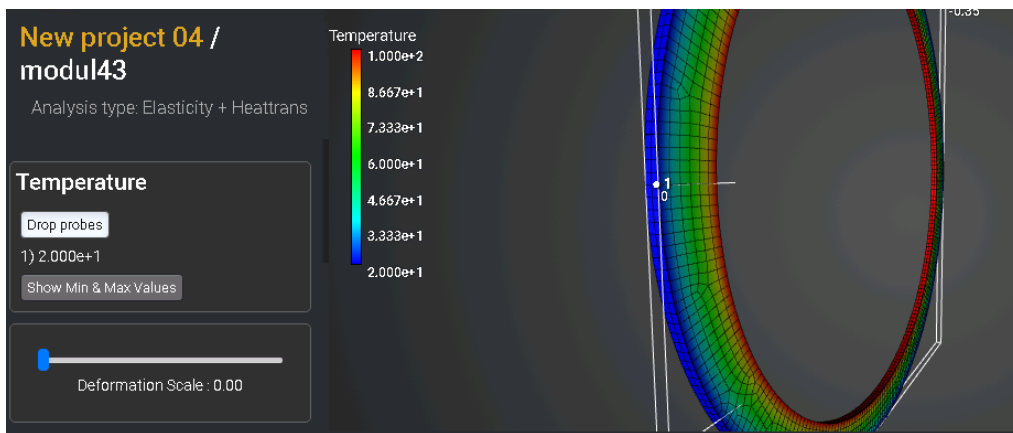 New project 04 /
modul43
Analysis type: Elasticity + Heattrans
Temperature
Drop probes
1) 2.000e+1
Show Min & Max Values
Deformation Scale : 0.00
Temperature
1.000e+2
8.667e+1
7.333e+1
6.000e+1
4.667e+1
3.333e+1
2.000e+1
-0.35
1
0